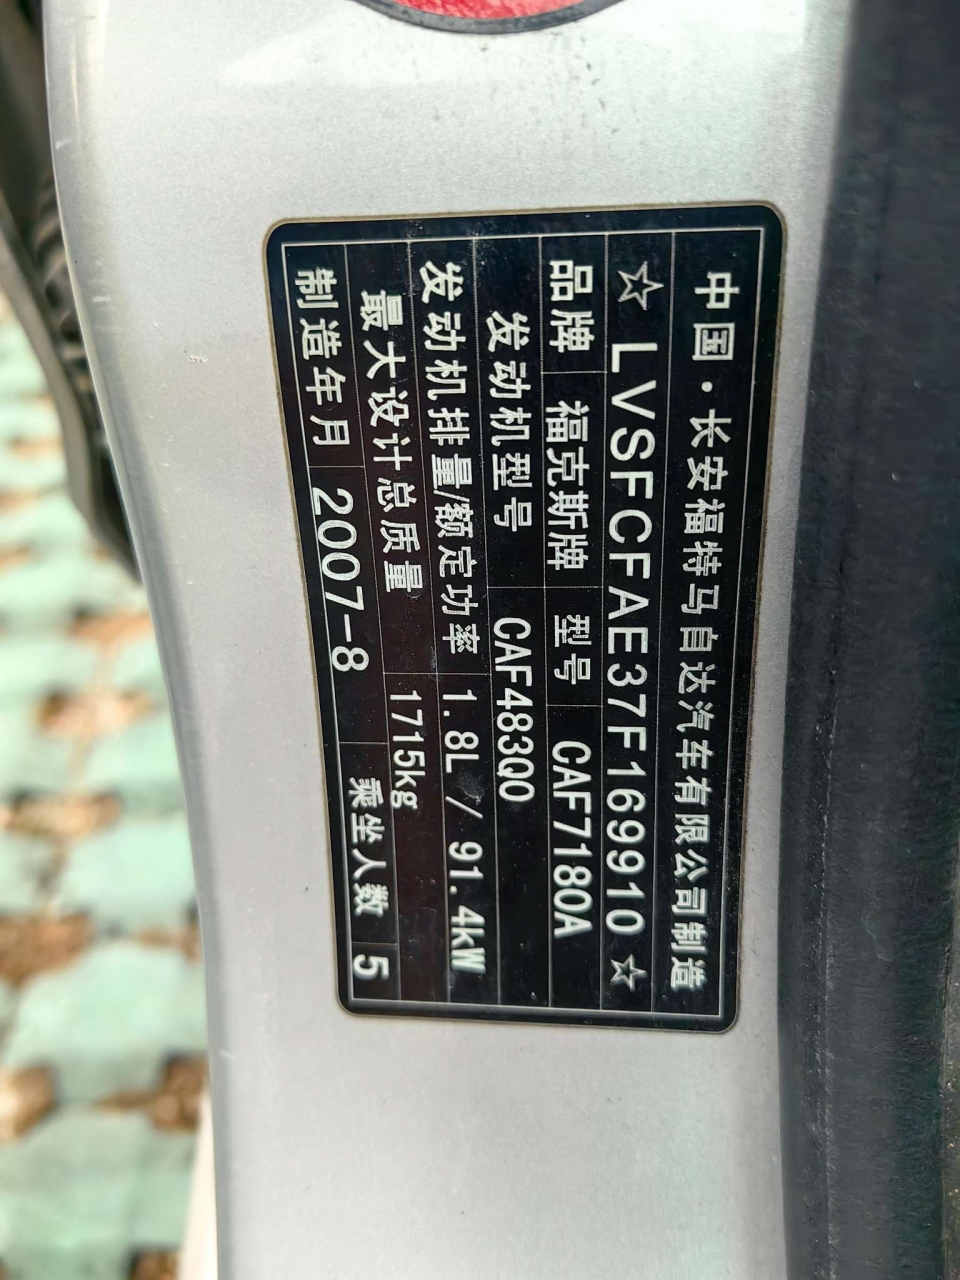 中国·长安福特马自达汽车有限公司制造
☆LVSFCFAE37F169910☆
品牌 福克斯牌 型号 CAF7180A
发动机型号 CAF483Q0
发动机排量/额定功率 1.8L / 91.4kW
最大设计总质量 1715kg
制造年月 2007-8 乘坐人数 5